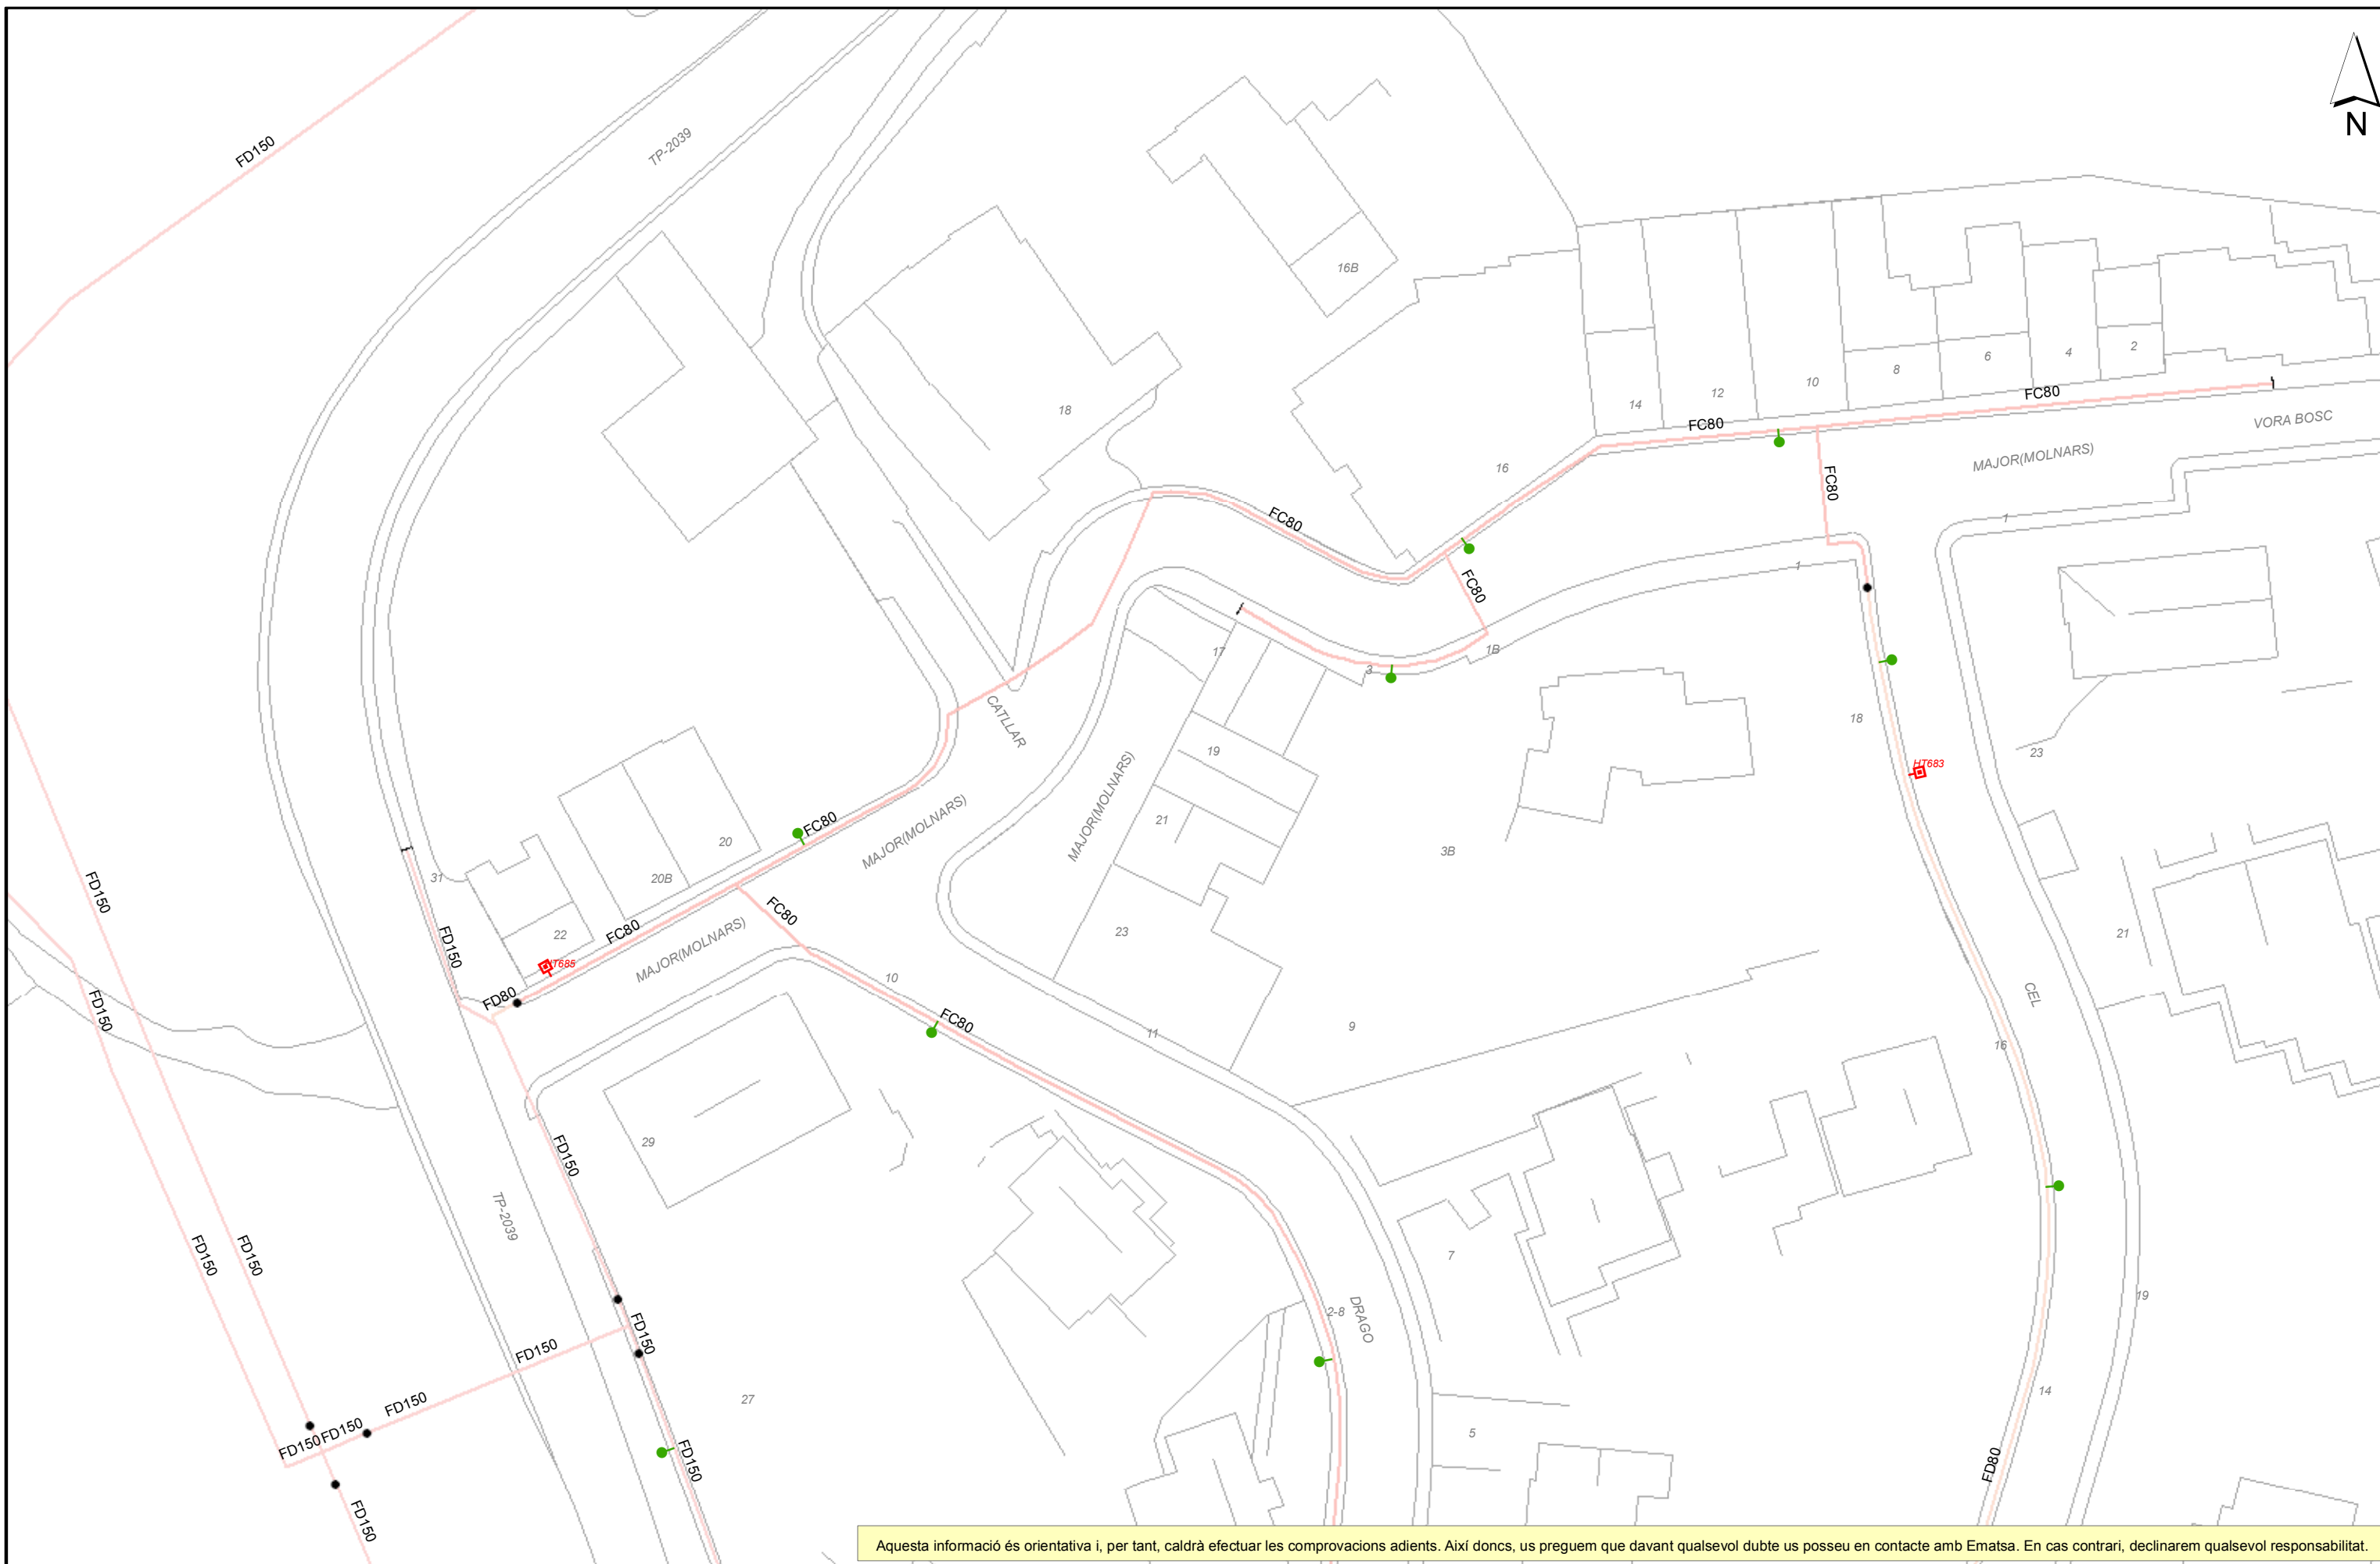 N
FD150
TP-2039
16B
18
16
14
12
10
8
6
4
2
FC80
FC80
VORA BOSC
MAJOR(MOLNARS)
FC80
FC80
FC80
1
1
1B
3
17
CATLLAR
19
21
MAJOR(MOLNARS)
18
23
HT683
3B
FC80
20
20B
MAJOR(MOLNARS)
31
FD150
FD150
22
FC80
FC80
MAJOR(MOLNARS)
HT685
FD80
FD150
23
21
10
FC80
11
9
CEL
16
29
FD150
TP-2039
FD150
FD150
7
19
2-8
DRAGO
FD150
FD150
FD150
FD150
FD150
27
14
5
FD150
FD150
FD80
Aquesta informació és orientativa i, per tant, caldrà efectuar les comprovacions adients. Així doncs, us preguem que davant qualsevol dubte us posseu en contacte amb Ematsa. En cas contrari, declinarem qualsevol responsabilitat.